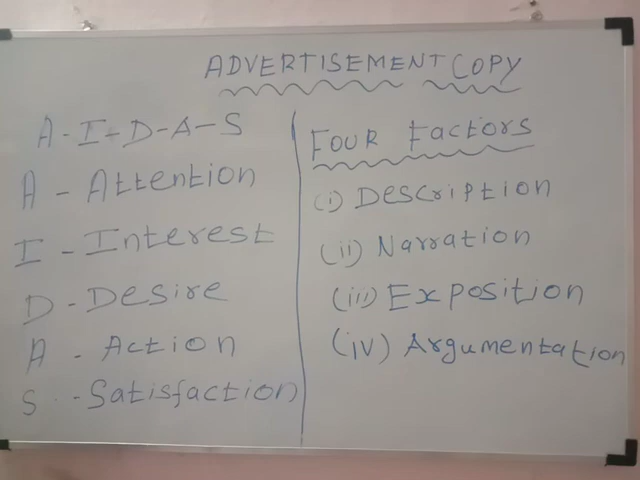 ADVERTISEMENT COPY
A-I-D-A-S
A - Attention
I - Interest
D - Desire
A - Action
S - Satisfaction
FOUR Factors
(i) Description
(ii) Narration
(iii) Exposition
(iv) Argumentation